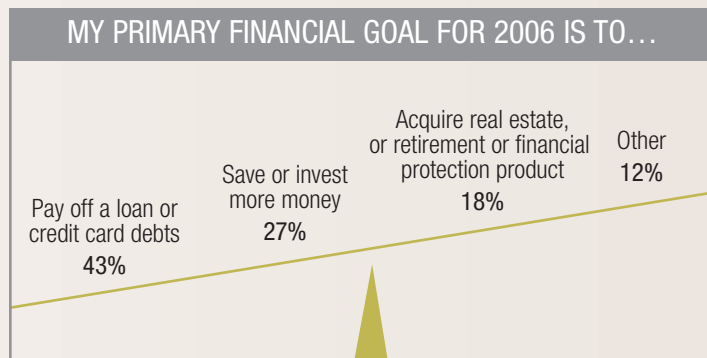 MY PRIMARY FINANCIAL GOAL FOR 2006 IS TO…
Pay off a loan or
credit card debts
43%
Save or invest
more money
27%
Acquire real estate,
or retirement or financial
protection product
18%
Other
12%